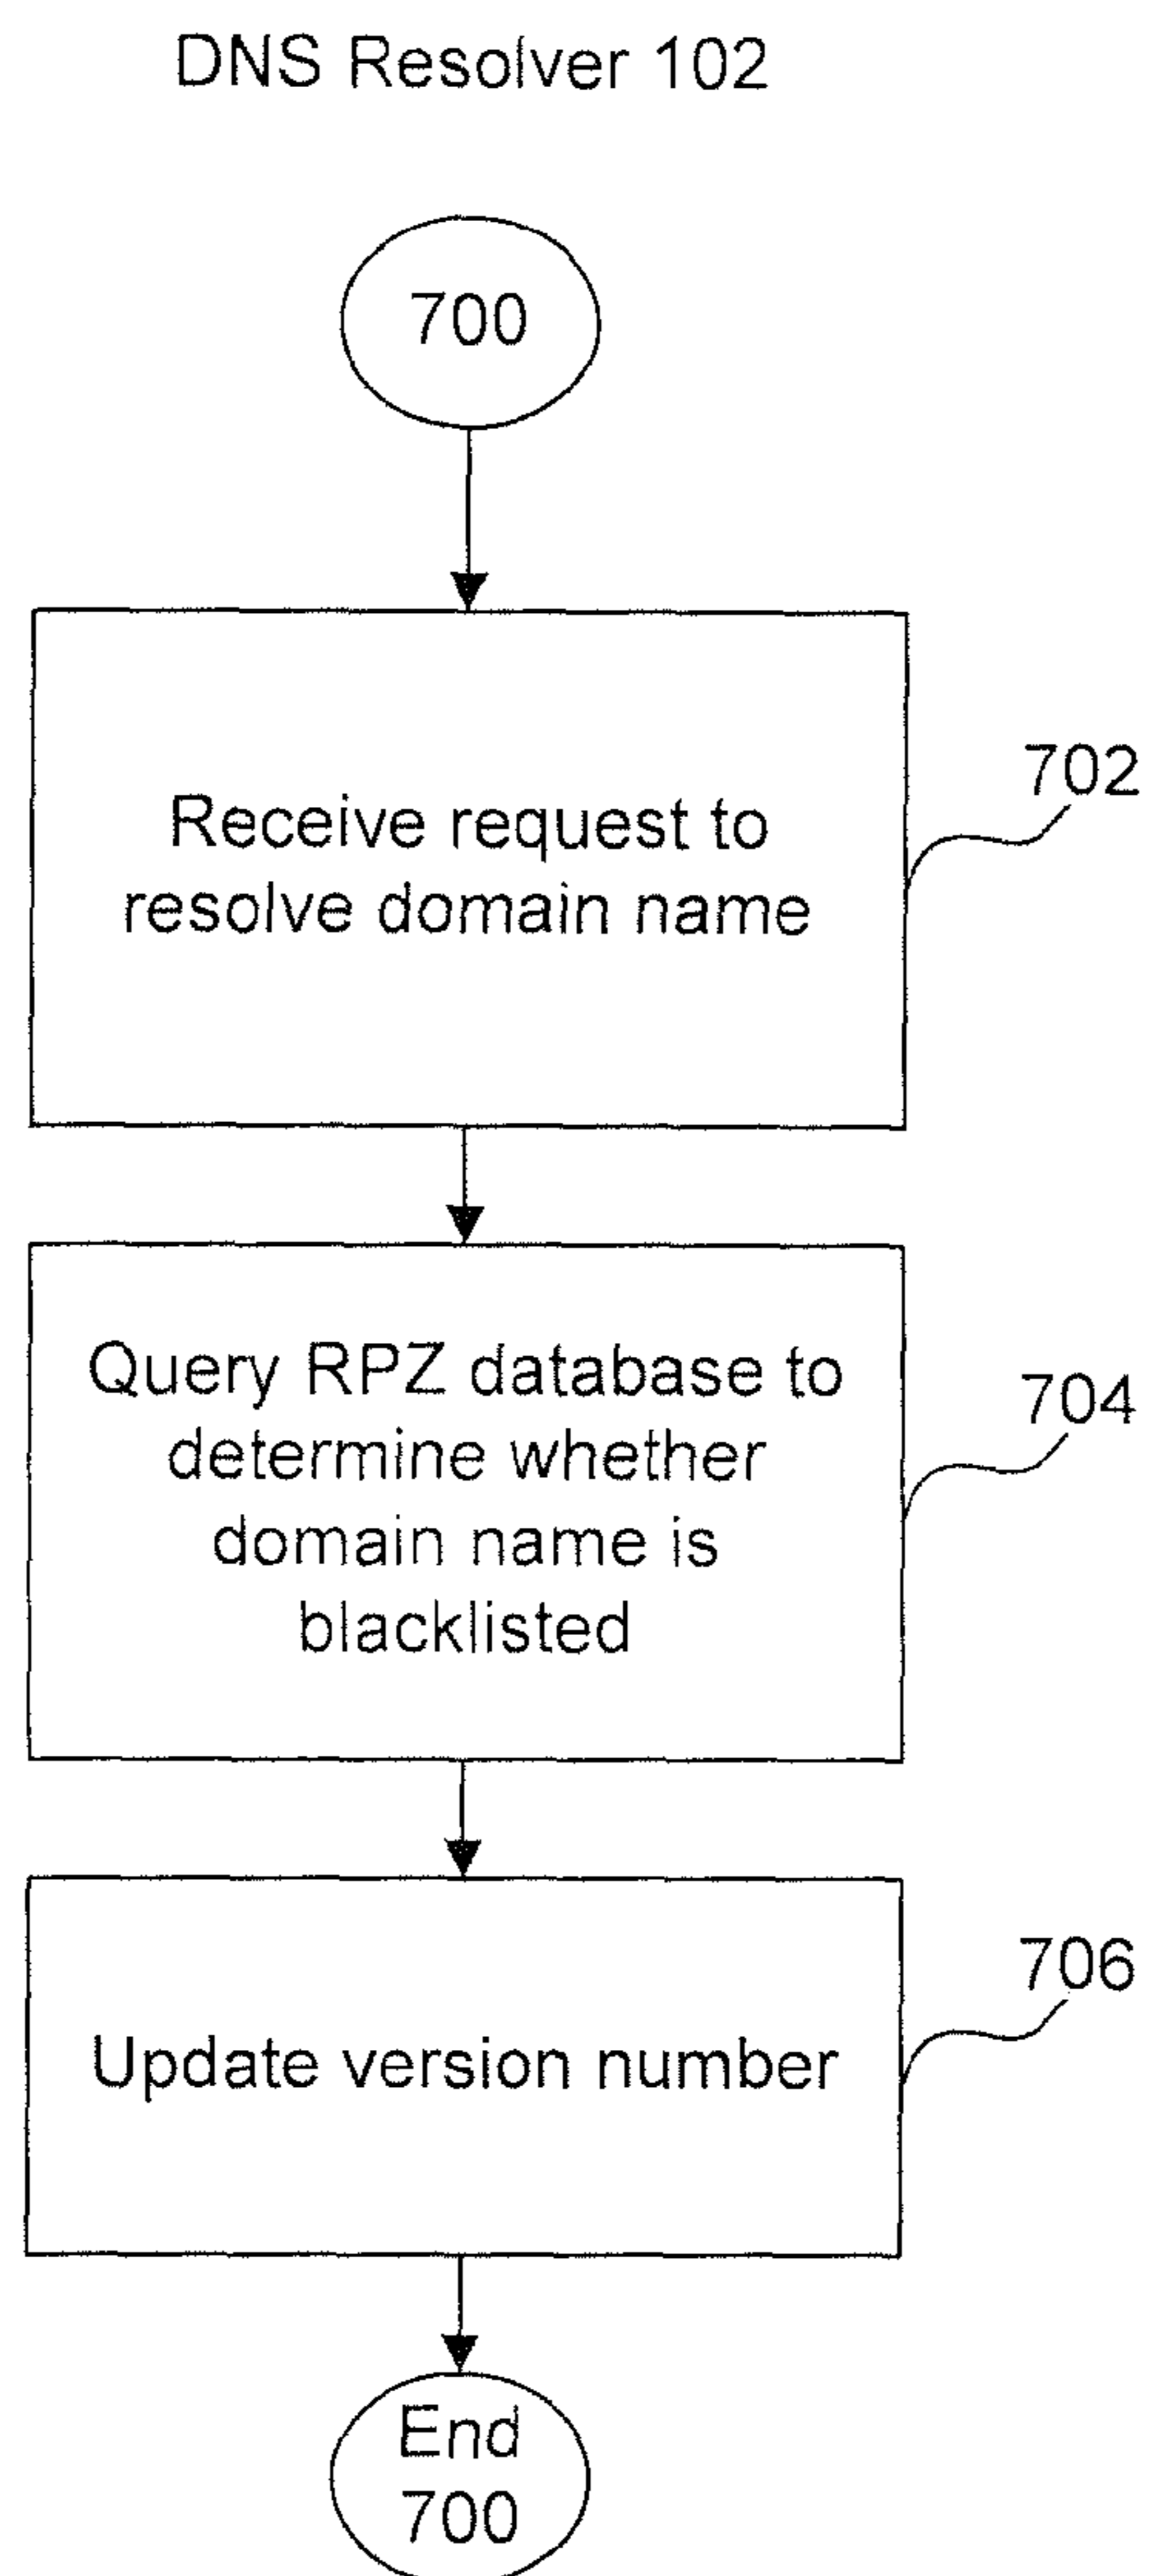 DNS Resolver 102
700
Receive request to
resolve domain name
702
Query RPZ database to
determine whether
domain name is
blacklisted
704
Update version number
706
End
700